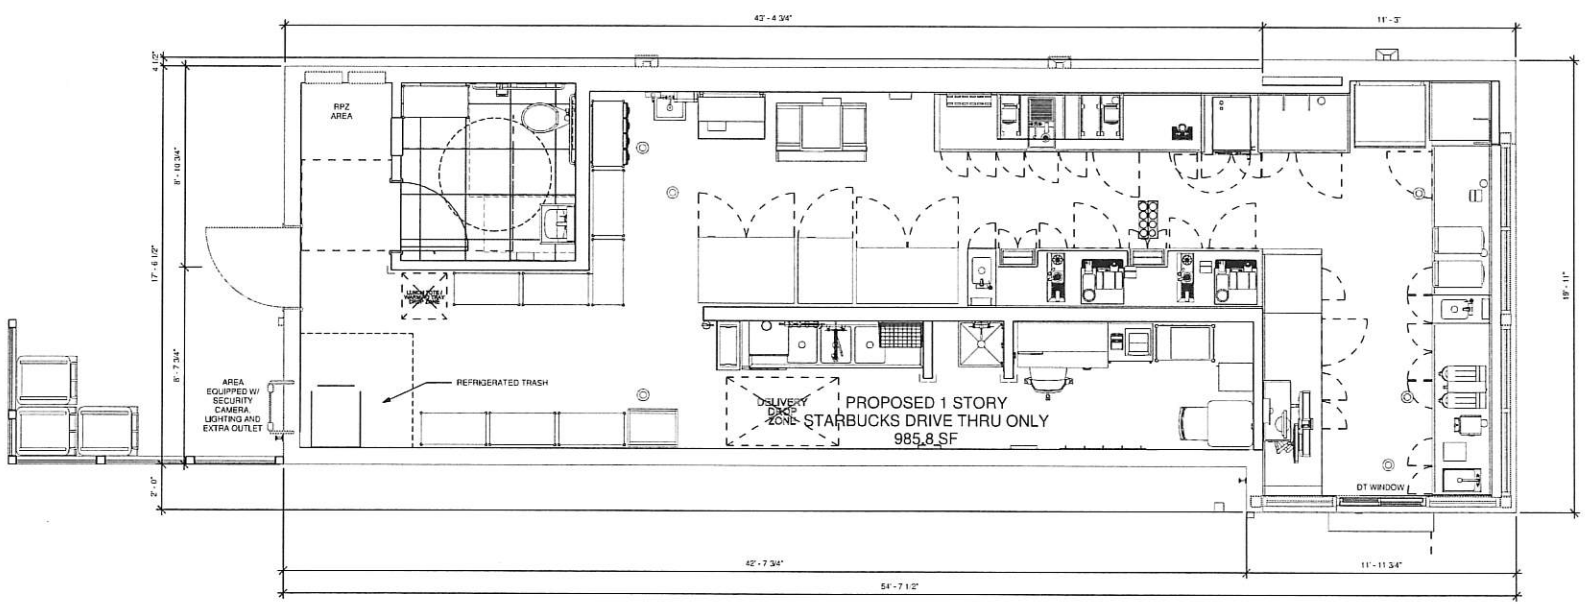 43' - 4 3/4"
11' - 3"
4 1/2"
8' - 10 3/4"
17' - 6 1/2"
8' - 7 3/4"
2' - 0"
19' - 11"
RPZ
AREA
DROP ZONE
REFRIGERATED TRASH
AREA
EQUIPPED W/
SECURITY
CAMERA,
LIGHTING AND
EXTRA OUTLET
DELIVERY
DROP
ZONE
PROPOSED 1 STORY
STARBUCKS DRIVE THRU ONLY
985.8 SF
DT WINDOW
42' - 7 3/4"
11' - 11 3/4"
54' - 7 1/2"